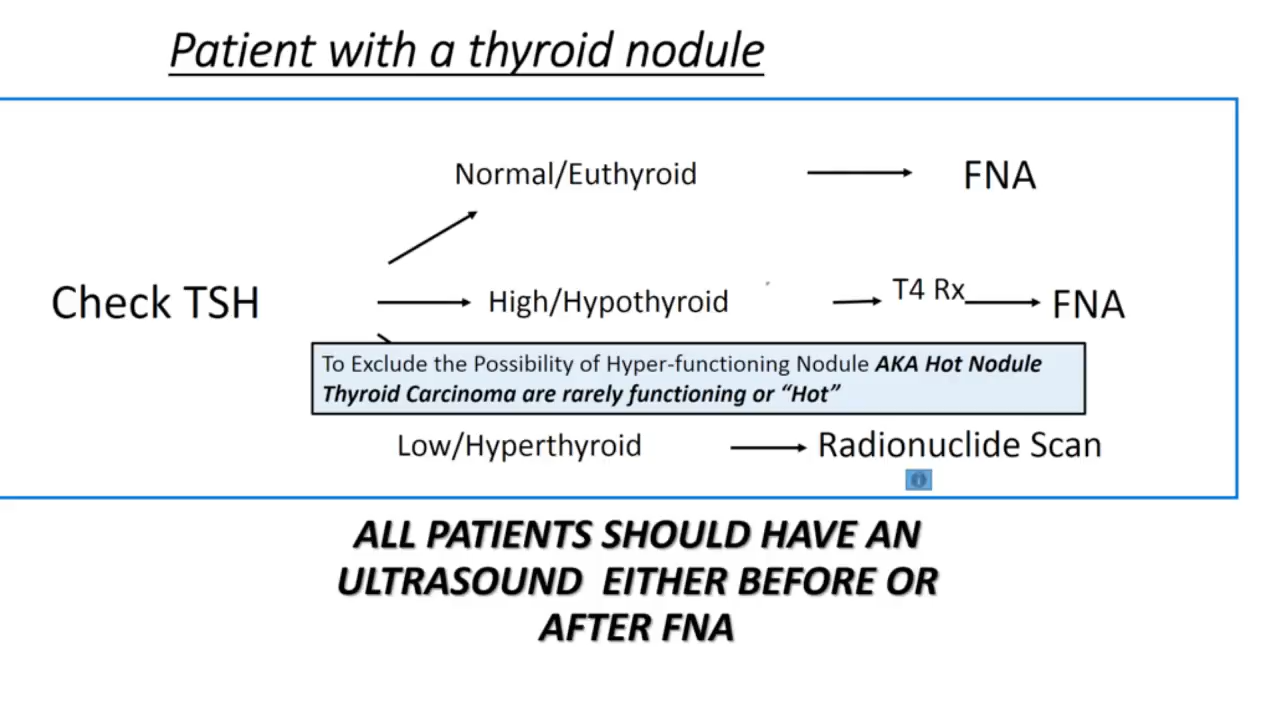 Patient with a thyroid nodule
Normal/Euthyroid FNA
Check TSH High/Hypothyroid T4 Rx FNA
To Exclude the Possibility of Hyper-functioning Nodule AKA Hot Nodule
Thyroid Carcinoma are rarely functioning or “Hot”
Low/Hyperthyroid Radionuclide Scan
ALL PATIENTS SHOULD HAVE AN
ULTRASOUND EITHER BEFORE OR
AFTER FNA